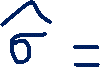 σ̂ =